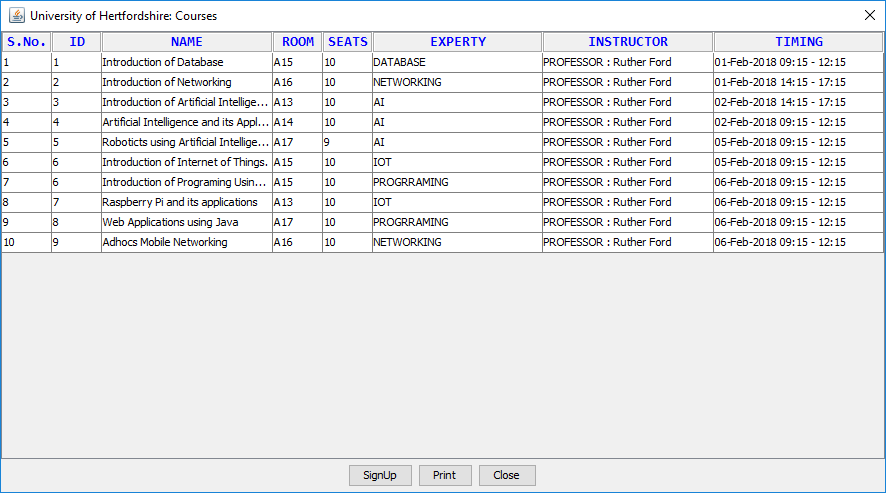 University of Hertfordshire: Courses
S.No. ID NAME ROOM SEATS EXPERTY INSTRUCTOR TIMING
1 1 Introduction of Database A15 10 DATABASE PROFESSOR : Ruther Ford 01-Feb-2018 09:15 - 12:15
2 2 Introduction of Networking A16 10 NETWORKING PROFESSOR : Ruther Ford 01-Feb-2018 14:15 - 17:15
3 3 Introduction of Artificial Intellige... A13 10 AI PROFESSOR : Ruther Ford 02-Feb-2018 14:15 - 17:15
4 4 Artificial Intelligence and its Appl... A14 10 AI PROFESSOR : Ruther Ford 02-Feb-2018 09:15 - 12:15
5 5 Roboticts using Artificial Intellige... A17 9 AI PROFESSOR : Ruther Ford 05-Feb-2018 09:15 - 12:15
6 6 Introduction of Internet of Things. A15 10 IOT PROFESSOR : Ruther Ford 05-Feb-2018 09:15 - 12:15
7 6 Introduction of Programing Usin... A15 10 PROGRRAMING PROFESSOR : Ruther Ford 06-Feb-2018 09:15 - 12:15
8 7 Raspberry Pi and its applications A13 10 IOT PROFESSOR : Ruther Ford 06-Feb-2018 09:15 - 12:15
9 8 Web Applications using Java A17 10 PROGRRAMING PROFESSOR : Ruther Ford 06-Feb-2018 09:15 - 12:15
10 9 Adhocs Mobile Networking A16 10 NETWORKING PROFESSOR : Ruther Ford 06-Feb-2018 09:15 - 12:15
SignUp Print Close